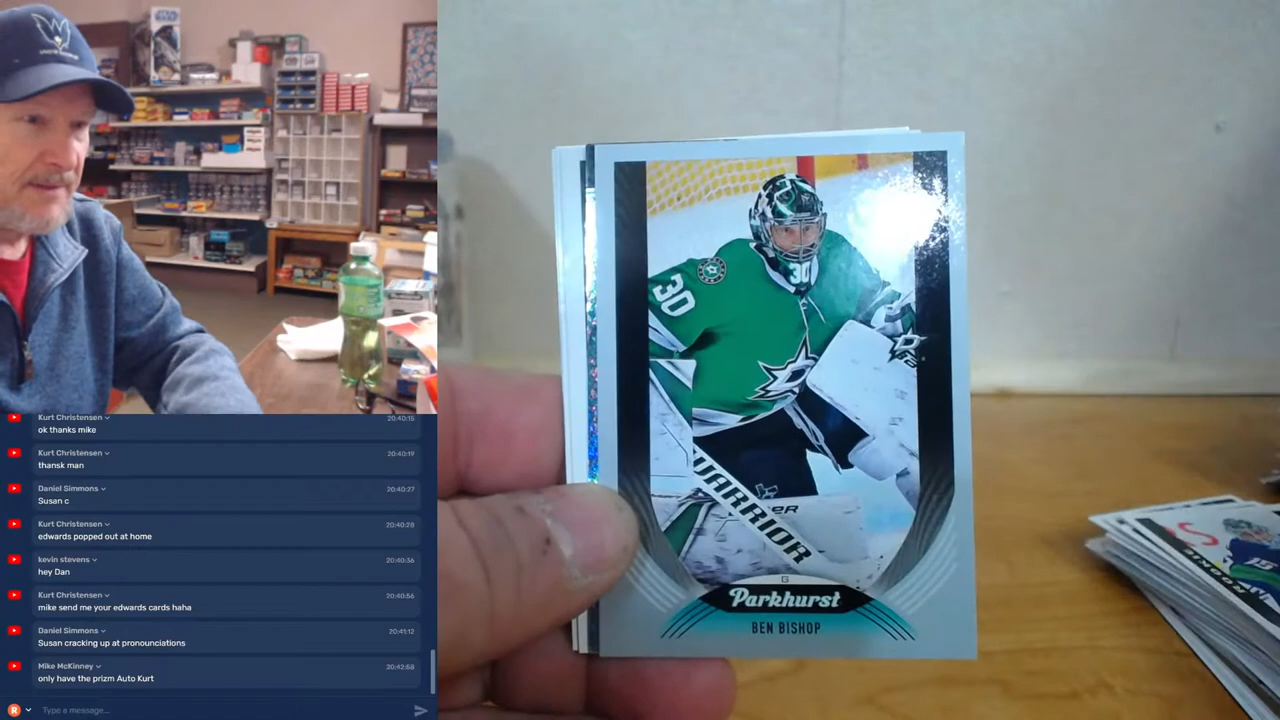 Kurt Christensen
20:40:15
ok thanks mike
Kurt Christensen
20:40:19
thansk man
Daniel Simmons
20:40:27
Susan c
Kurt Christensen
20:40:28
edwards popped out at home
kevin stevens
20:40:36
hey Dan
Kurt Christensen
20:40:56
mike send me your edwards cards haha
Daniel Simmons
20:41:12
Susan cracking up at pronounciations
Mike McKinney
20:42:58
only have the prizm Auto Kurt
R
Type a message...
30
30
WARRIOR
G
Parkhurst
BEN BISHOP